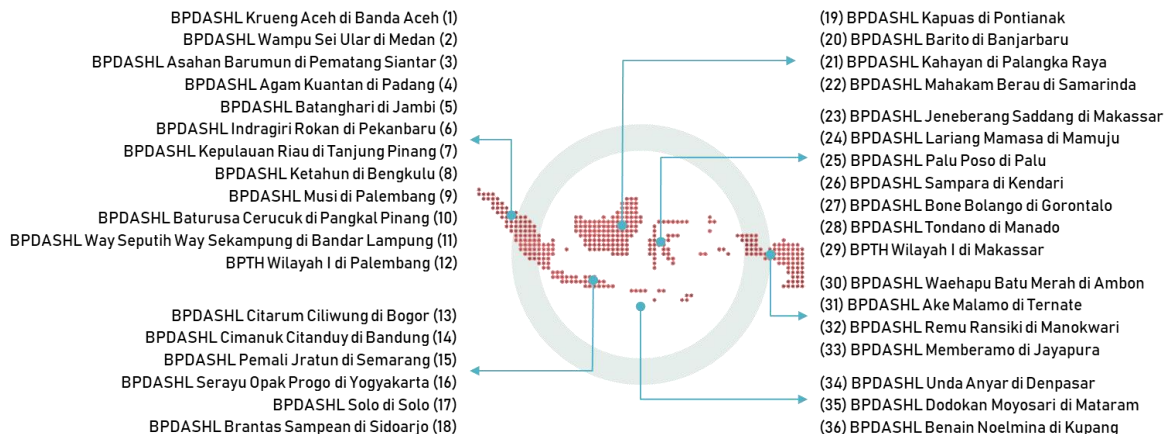 BPDASHL Krueng Aceh di Banda Aceh (1)
BPDASHL Wampu Sei Ular di Medan (2)
BPDASHL Asahan Barumun di Pematang Siantar (3)
BPDASHL Agam Kuantan di Padang (4)
BPDASHL Batanghari di Jambi (5)
BPDASHL Indragiri Rokan di Pekanbaru (6)
BPDASHL Kepulauan Riau di Tanjung Pinang (7)
BPDASHL Ketahun di Bengkulu (8)
BPDASHL Musi di Palembang (9)
BPDASHL Baturusa Cerucuk di Pangkal Pinang (10)
BPDASHL Way Seputih Way Sekampung di Bandar Lampung (11)
BPTH Wilayah I di Palembang (12)
BPDASHL Citarum Ciliwung di Bogor (13)
BPDASHL Cimanuk Citanduy di Bandung (14)
BPDASHL Pemali Jratun di Semarang (15)
BPDASHL Serayu Opak Progo di Yogyakarta (16)
BPDASHL Solo di Solo (17)
BPDASHL Brantas Sampean di Sidoarjo (18)
(19) BPDASHL Kapuas di Pontianak
(20) BPDASHL Barito di Banjarbaru
(21) BPDASHL Kahayan di Palangka Raya
(22) BPDASHL Mahakam Berau di Samarinda
(23) BPDASHL Jeneberang Saddang di Makassar
(24) BPDASHL Lariang Mamasa di Mamuju
(25) BPDASHL Palu Poso di Palu
(26) BPDASHL Sampara di Kendari
(27) BPDASHL Bone Bolango di Gorontalo
(28) BPDASHL Tondano di Manado
(29) BPTH Wilayah I di Makassar
(30) BPDASHL Waehapu Batu Merah di Ambon
(31) BPDASHL Ake Malamo di Ternate
(32) BPDASHL Remu Ransiki di Manokwari
(33) BPDASHL Memberamo di Jayapura
(34) BPDASHL Unda Anyar di Denpasar
(35) BPDASHL Dodokan Moyosari di Mataram
(36) BPDASHL Benain Noelmina di Kupang